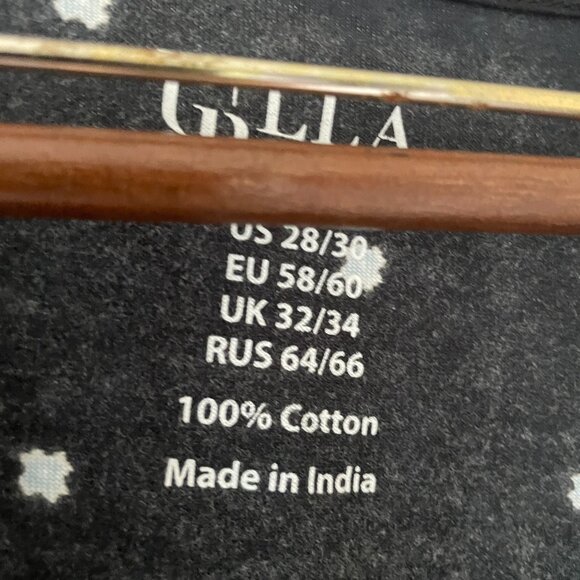 US 28/30
EU 58/60
UK 32/34
RUS 64/66
100% Cotton
Made in India